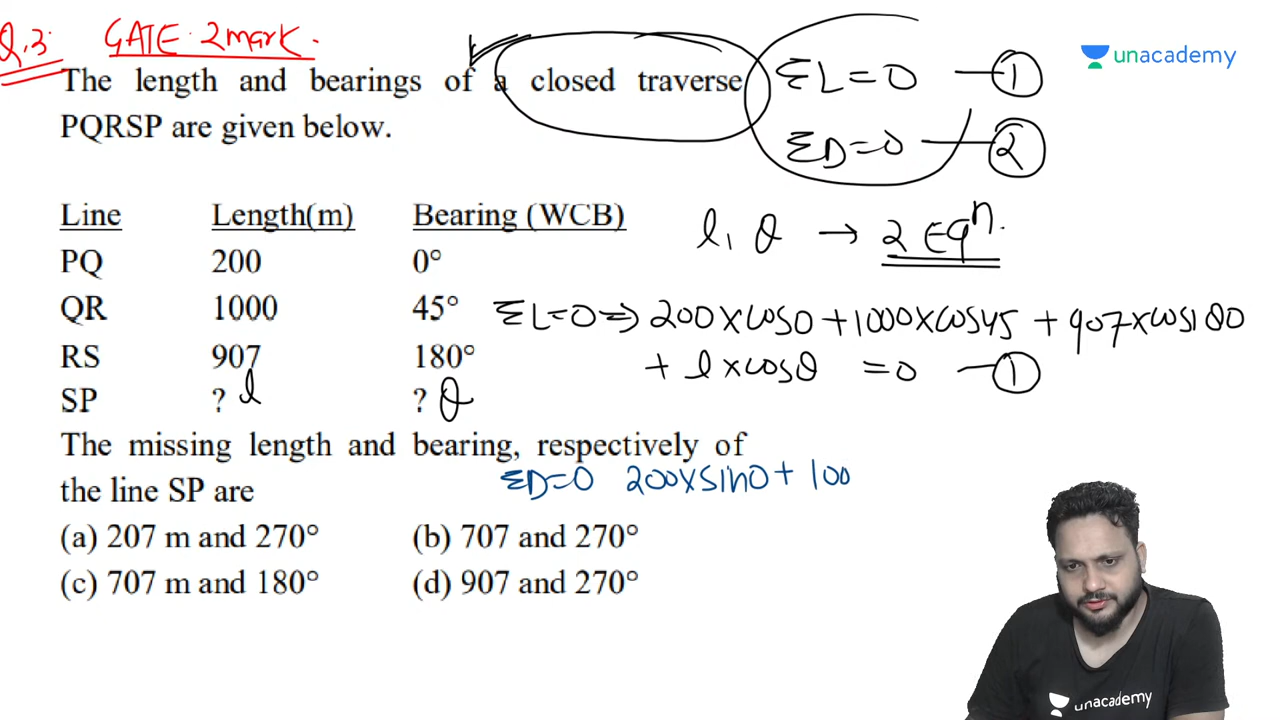 Q.3. GATE 2mark.
The length and bearings of a closed traverse
PQRSP are given below.
ΣL=0 — 1
ΣD=0 — 2
unacademy
Line Length(m) Bearing (WCB)
PQ 200 0°
QR 1000 45°
RS 907 180°
SP ? l ? θ
l, θ → 2 Eqn.
ΣL=0 ⇒ 200×cos0 + 1000×cos45 + 907×cos180
+ l×cosθ = 0 — 1
The missing length and bearing, respectively of
the line SP are
ΣD=0 200×sin0 + 100
(a) 207 m and 270° (b) 707 and 270°
(c) 707 m and 180° (d) 907 and 270°
unacademy